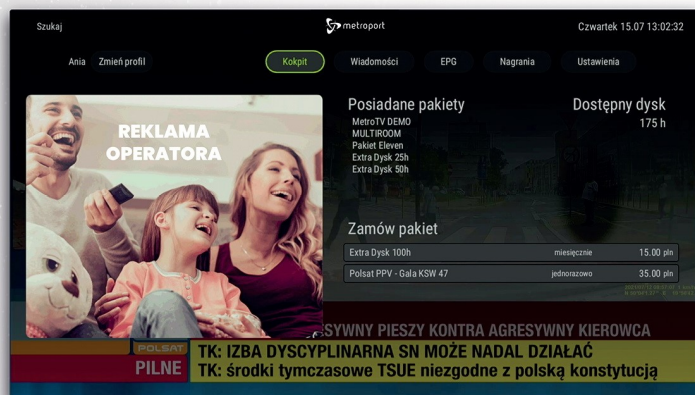 Szukaj
metroport
Czwartek 15.07 13:02:32
Ania Zmień profil
Kokpit
Wiadomości
EPG
Nagrania
Ustawienia
REKLAMA
OPERATORA
Posiadane pakiety
MetroTV DEMO
MULTIROOM
Pakiet Eleven
Extra Dysk 25h
Extra Dysk 50h
Dostępny dysk
175 h
Zamów pakiet
Extra Dysk 100h miesięcznie 15.00 pln
Polsat PPV - Gala KSW 47 jednorazowo 35.00 pln
SYWNY PIESZY KONTRA AGRESYWNY KIEROWCA
POLSAT
PILNE
TK: IZBA DYSCYPLINARNA SN MOŻE NADAL DZIAŁAĆ
TK: środki tymczasowe TSUE niezgodne z polską konstytucją